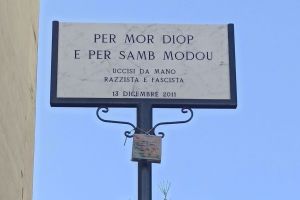 PER MOR DIOP
E PER SAMB MODOU
UCCISI DA MANO
RAZZISTA E FASCISTA
13 DICEMBRE 2011